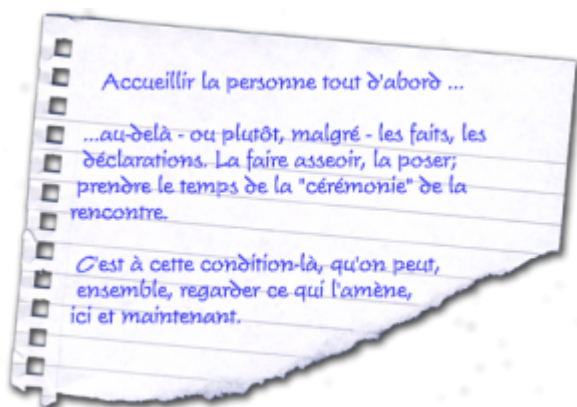 Accueillir la personne tout d'abord ...
...au-delà - ou plutôt, malgré - les faits, les
déclarations. La faire asseoir, la poser;
prendre le temps de la "cérémonie" de la
rencontre.
C'est à cette condition-là, qu'on peut,
ensemble, regarder ce qui l'amène,
ici et maintenant.